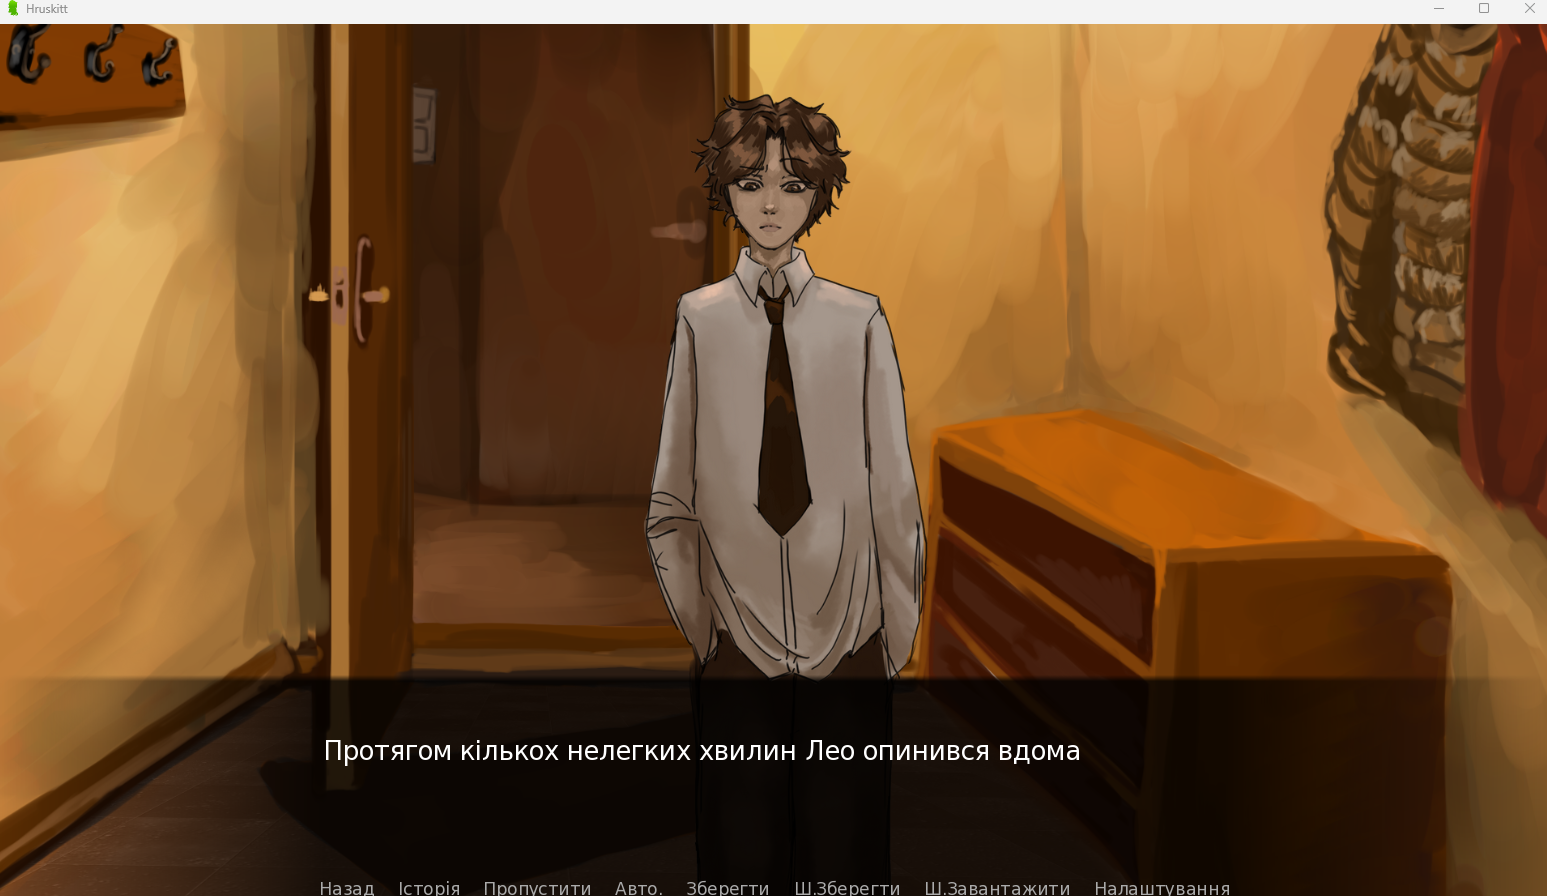 Hruskitt
Протягом кількох нелегких хвилин Лео опинився вдома
Назад Історія Пропустити Авто. Зберегти Ш.Зберегти Ш.Завантажити Налаштування